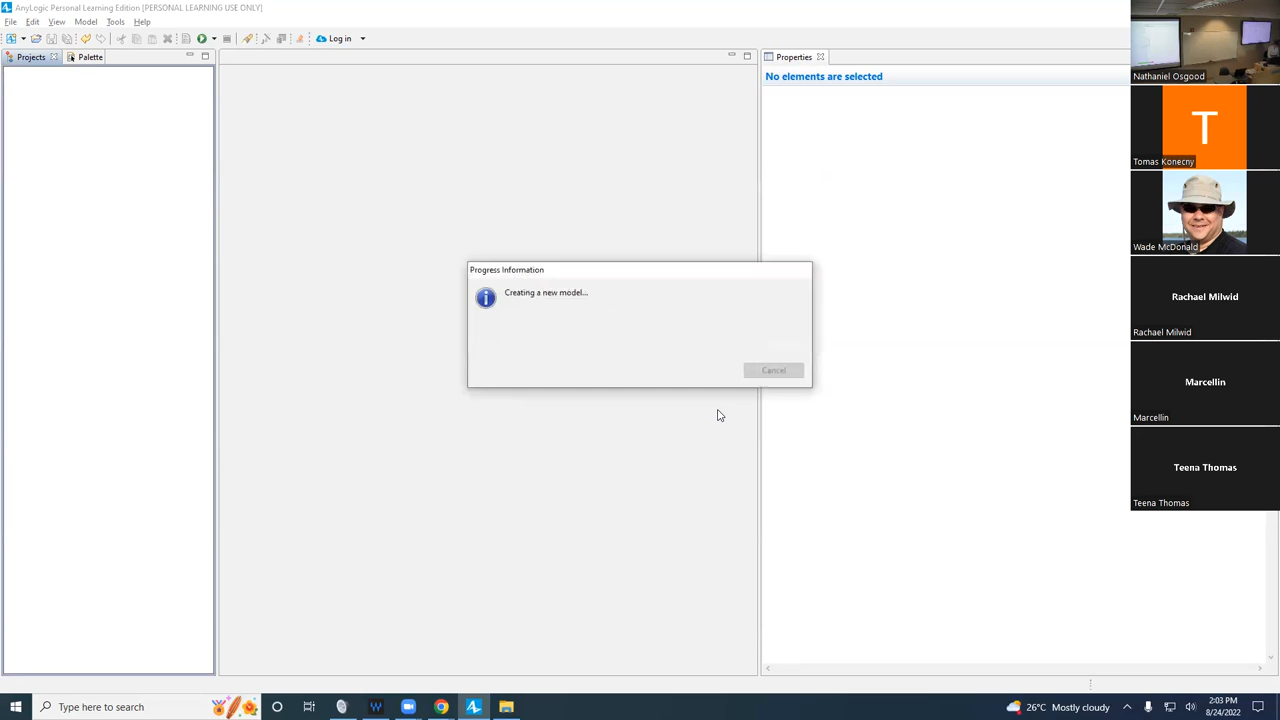 AnyLogic Personal Learning Edition [PERSONAL LEARNING USE ONLY]
File Edit View Model Tools Help
Log in
Projects
Palette
Properties
No elements are selected
Progress Information
Creating a new model...
Cancel
Nathaniel Osgood
T
Tomas Konecny
Wade McDonald
Rachael Milwid
Rachael Milwid
Marcellin
Marcellin
Teena Thomas
Teena Thomas
Type here to search
26°C Mostly cloudy
2:03 PM
8/24/2022